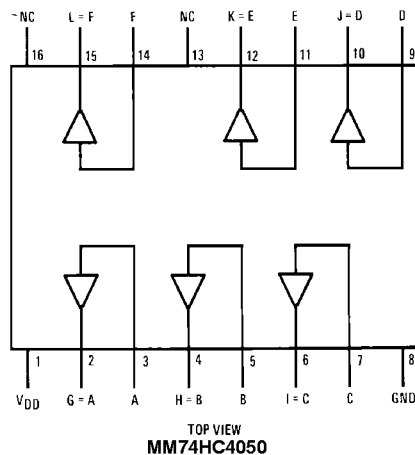 NC L = F F NC K = E E J = D D
16 15 14 13 12 11 10 9
1 2 3 4 5 6 7 8
VDD G = A A H = B B I = C C GND
TOP VIEW
MM74HC4050